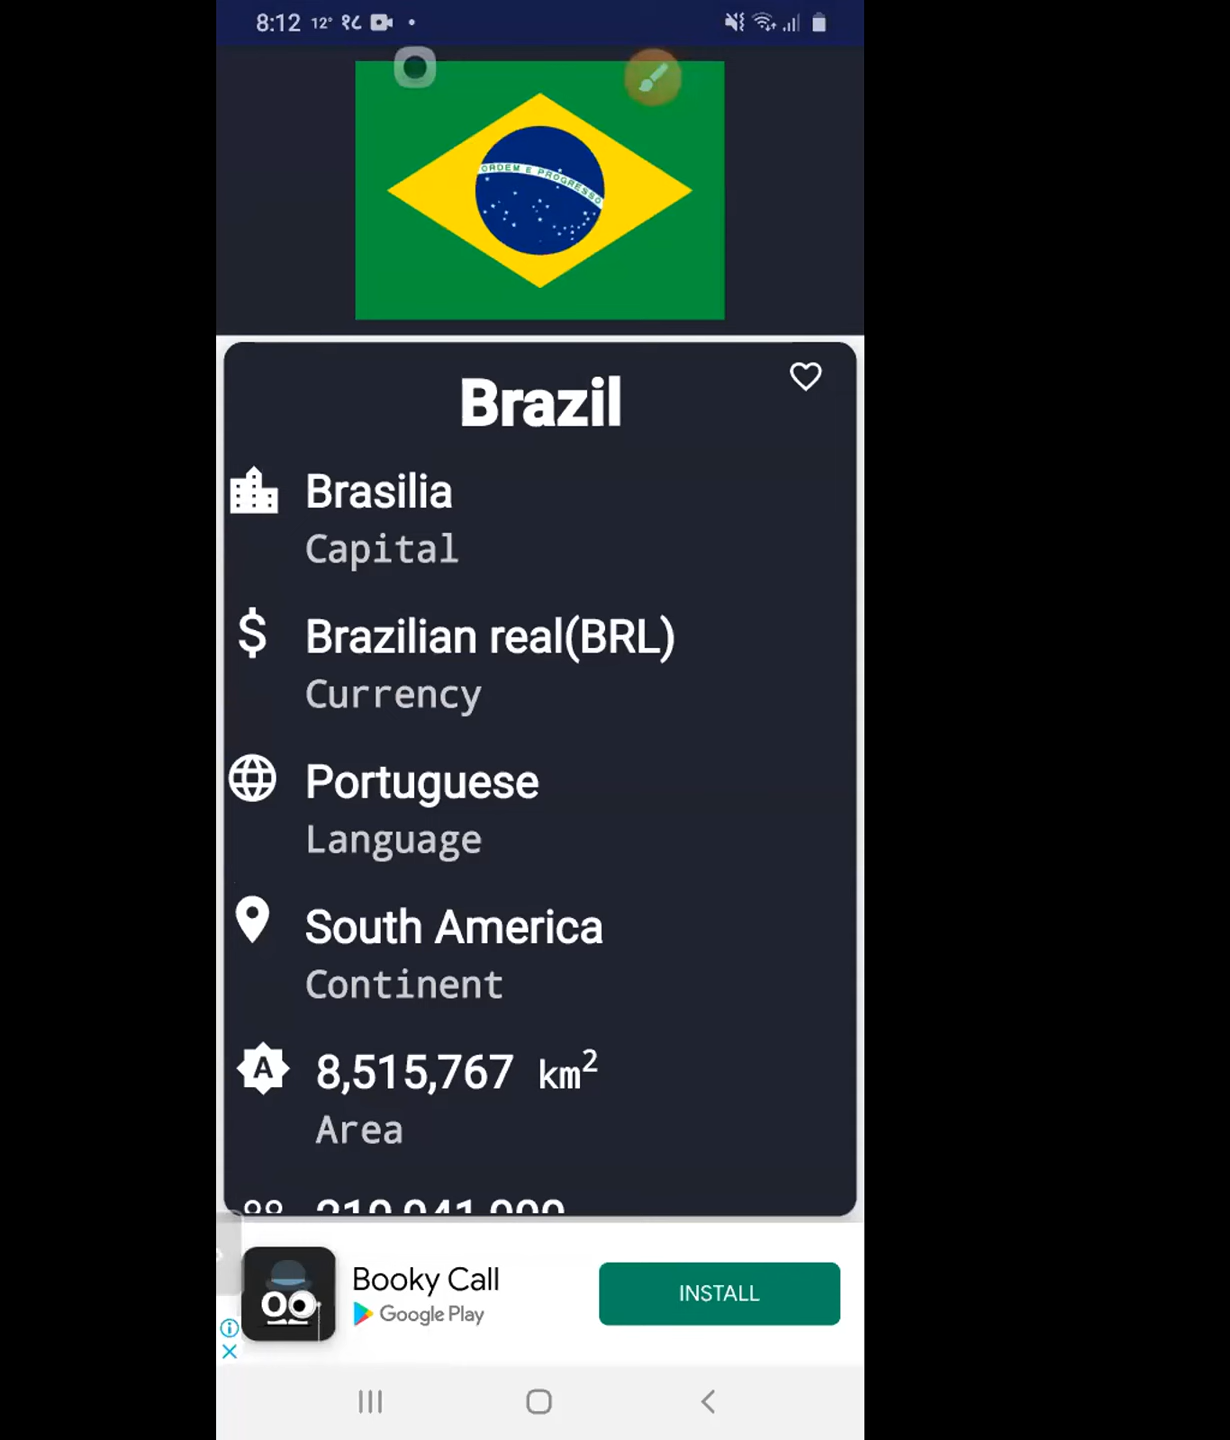 8:12 12° १८
ORDEM E PROGRESSO
Brazil
Brasilia
Capital
$ Brazilian real(BRL)
Currency
Portuguese
Language
South America
Continent
A 8,515,767 km²
Area
Booky Call
Google Play
INSTALL